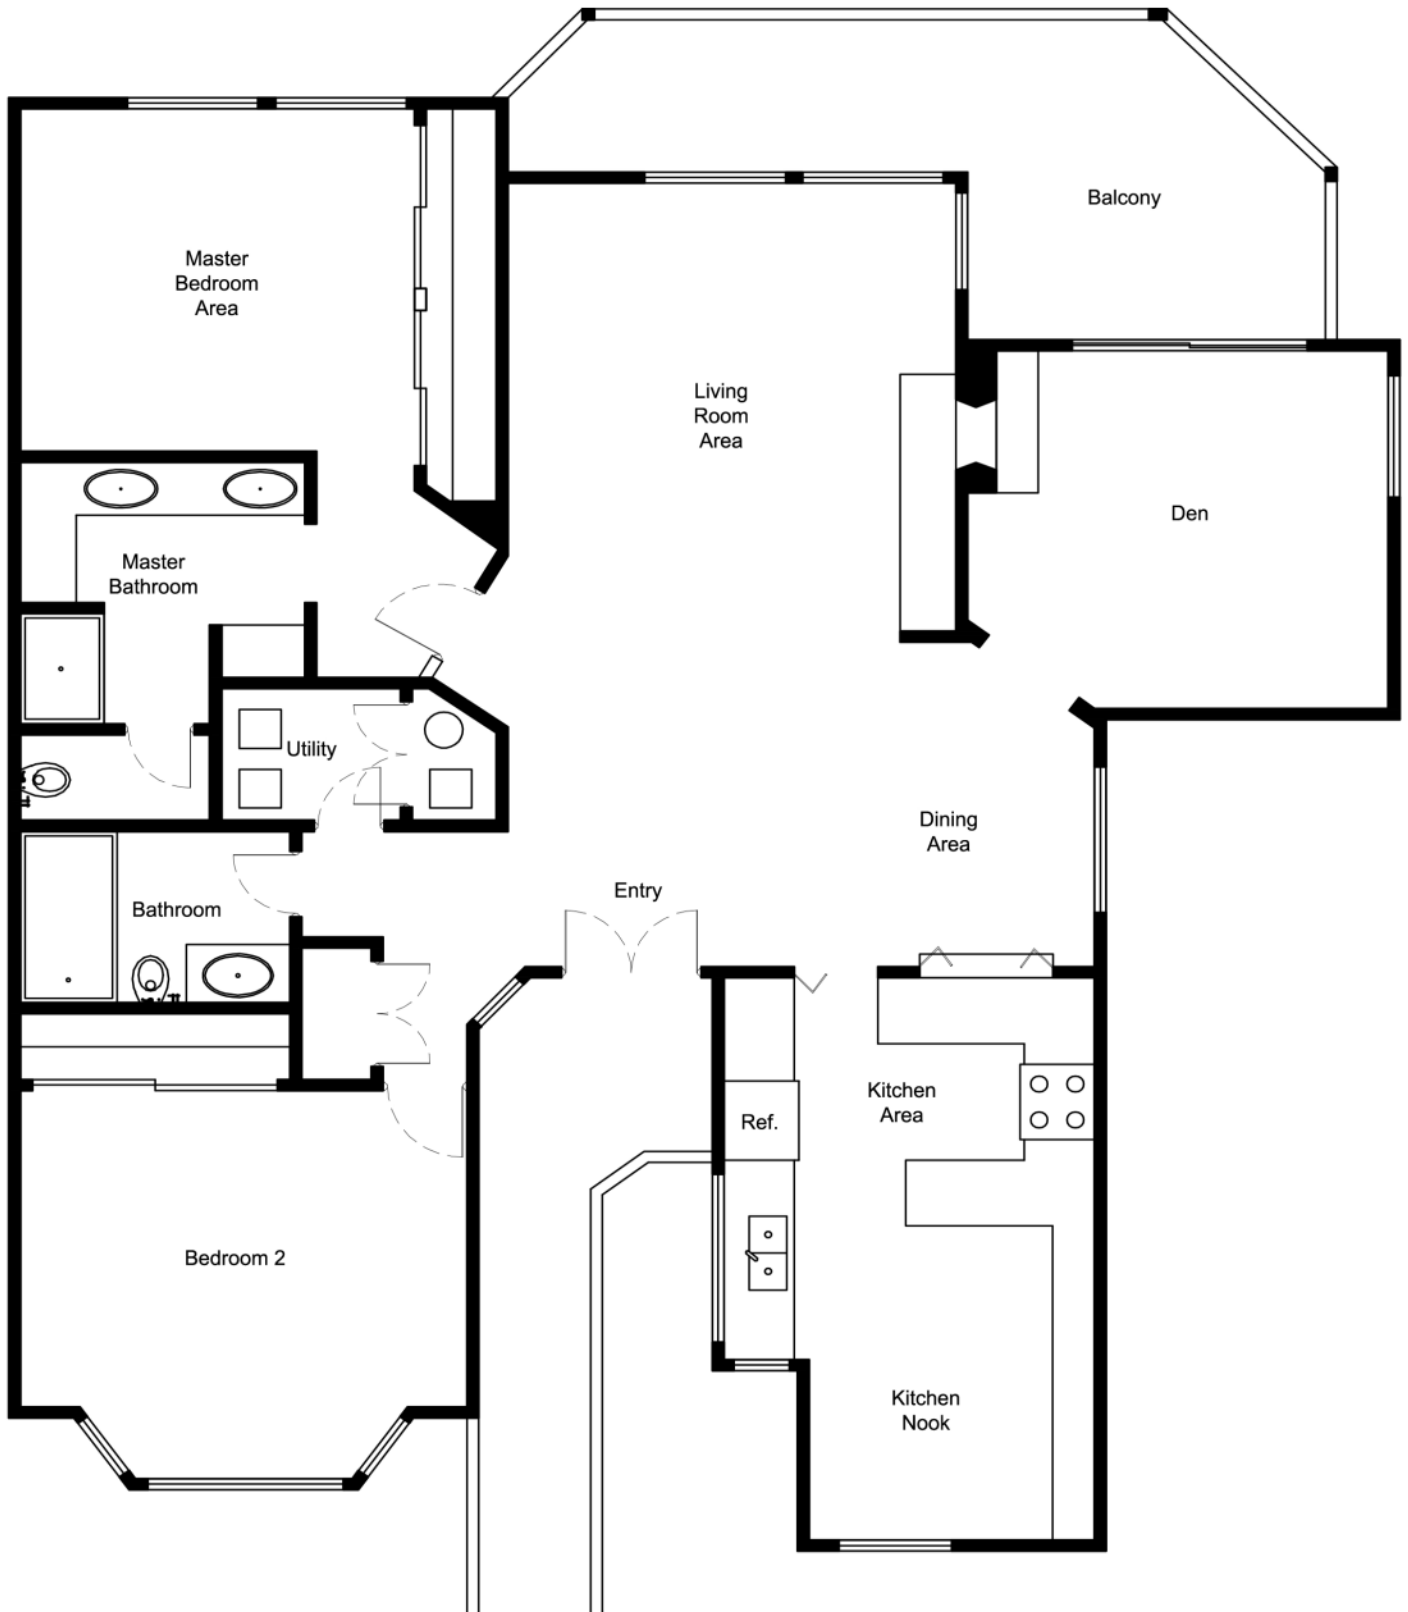 Balcony
Master
Bedroom
Area
Living
Room
Area
Den
Master
Bathroom
Utility
Dining
Area
Entry
Bathroom
Kitchen
Area
Ref.
Bedroom 2
Kitchen
Nook